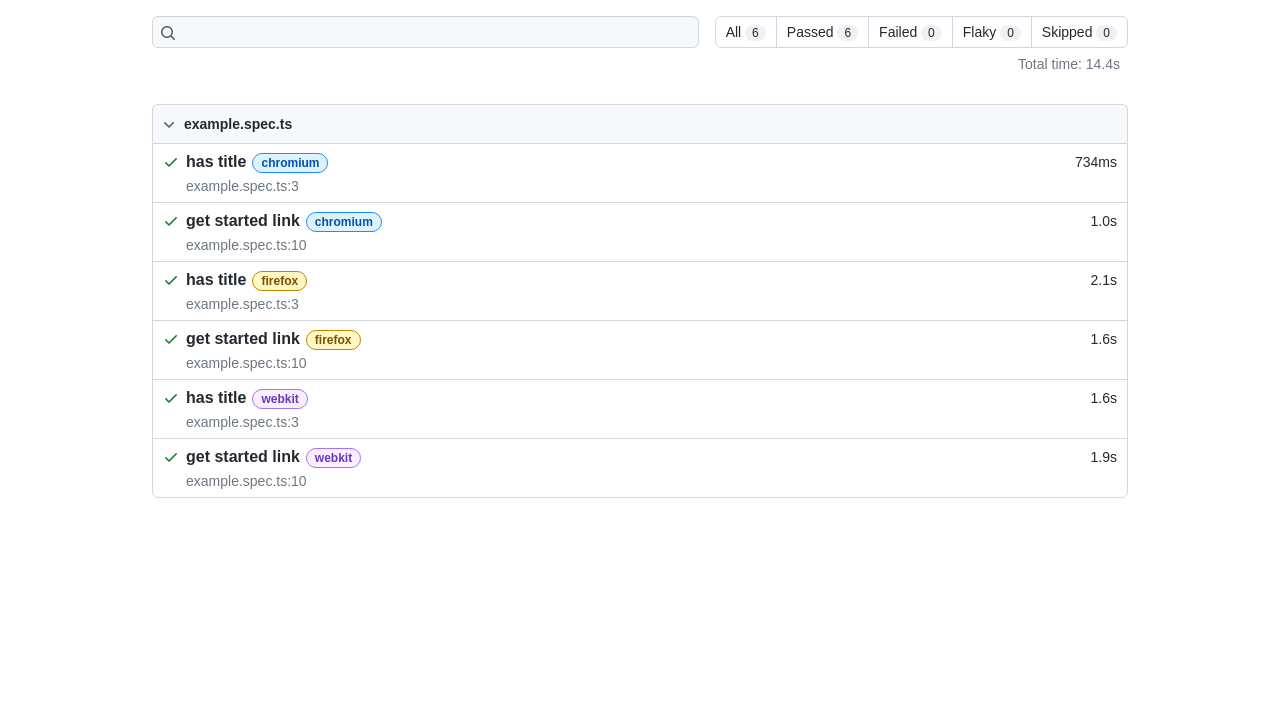 All 6 Passed 6 Failed 0 Flaky 0 Skipped 0
Total time: 14.4s
example.spec.ts
has title chromium 734ms
example.spec.ts:3
get started link chromium 1.0s
example.spec.ts:10
has title firefox 2.1s
example.spec.ts:3
get started link firefox 1.6s
example.spec.ts:10
has title webkit 1.6s
example.spec.ts:3
get started link webkit 1.9s
example.spec.ts:10